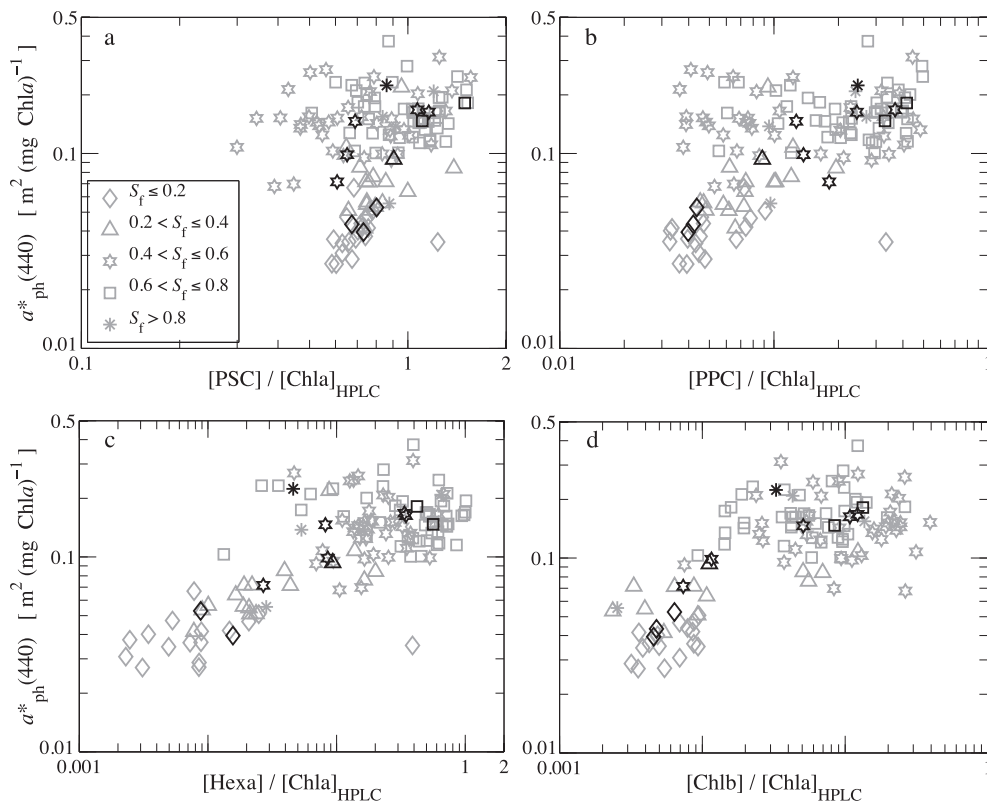 0.5
a
0.1
0.01
a*ph(440) [ m² (mg Chla)⁻¹ ]
Sf ≤ 0.2
0.2 < Sf ≤ 0.4
0.4 < Sf ≤ 0.6
0.6 < Sf ≤ 0.8
Sf > 0.8
0.1 1 2
[PSC] / [Chla]HPLC
0.5
b
0.1
0.01
0.01 0.1 1
[PPC] / [Chla]HPLC
0.5
c
0.1
0.01
a*ph(440) [ m² (mg Chla)⁻¹ ]
0.001 1 2
[Hexa] / [Chla]HPLC
0.5
d
0.1
0.01
0.001 1
[Chlb] / [Chla]HPLC